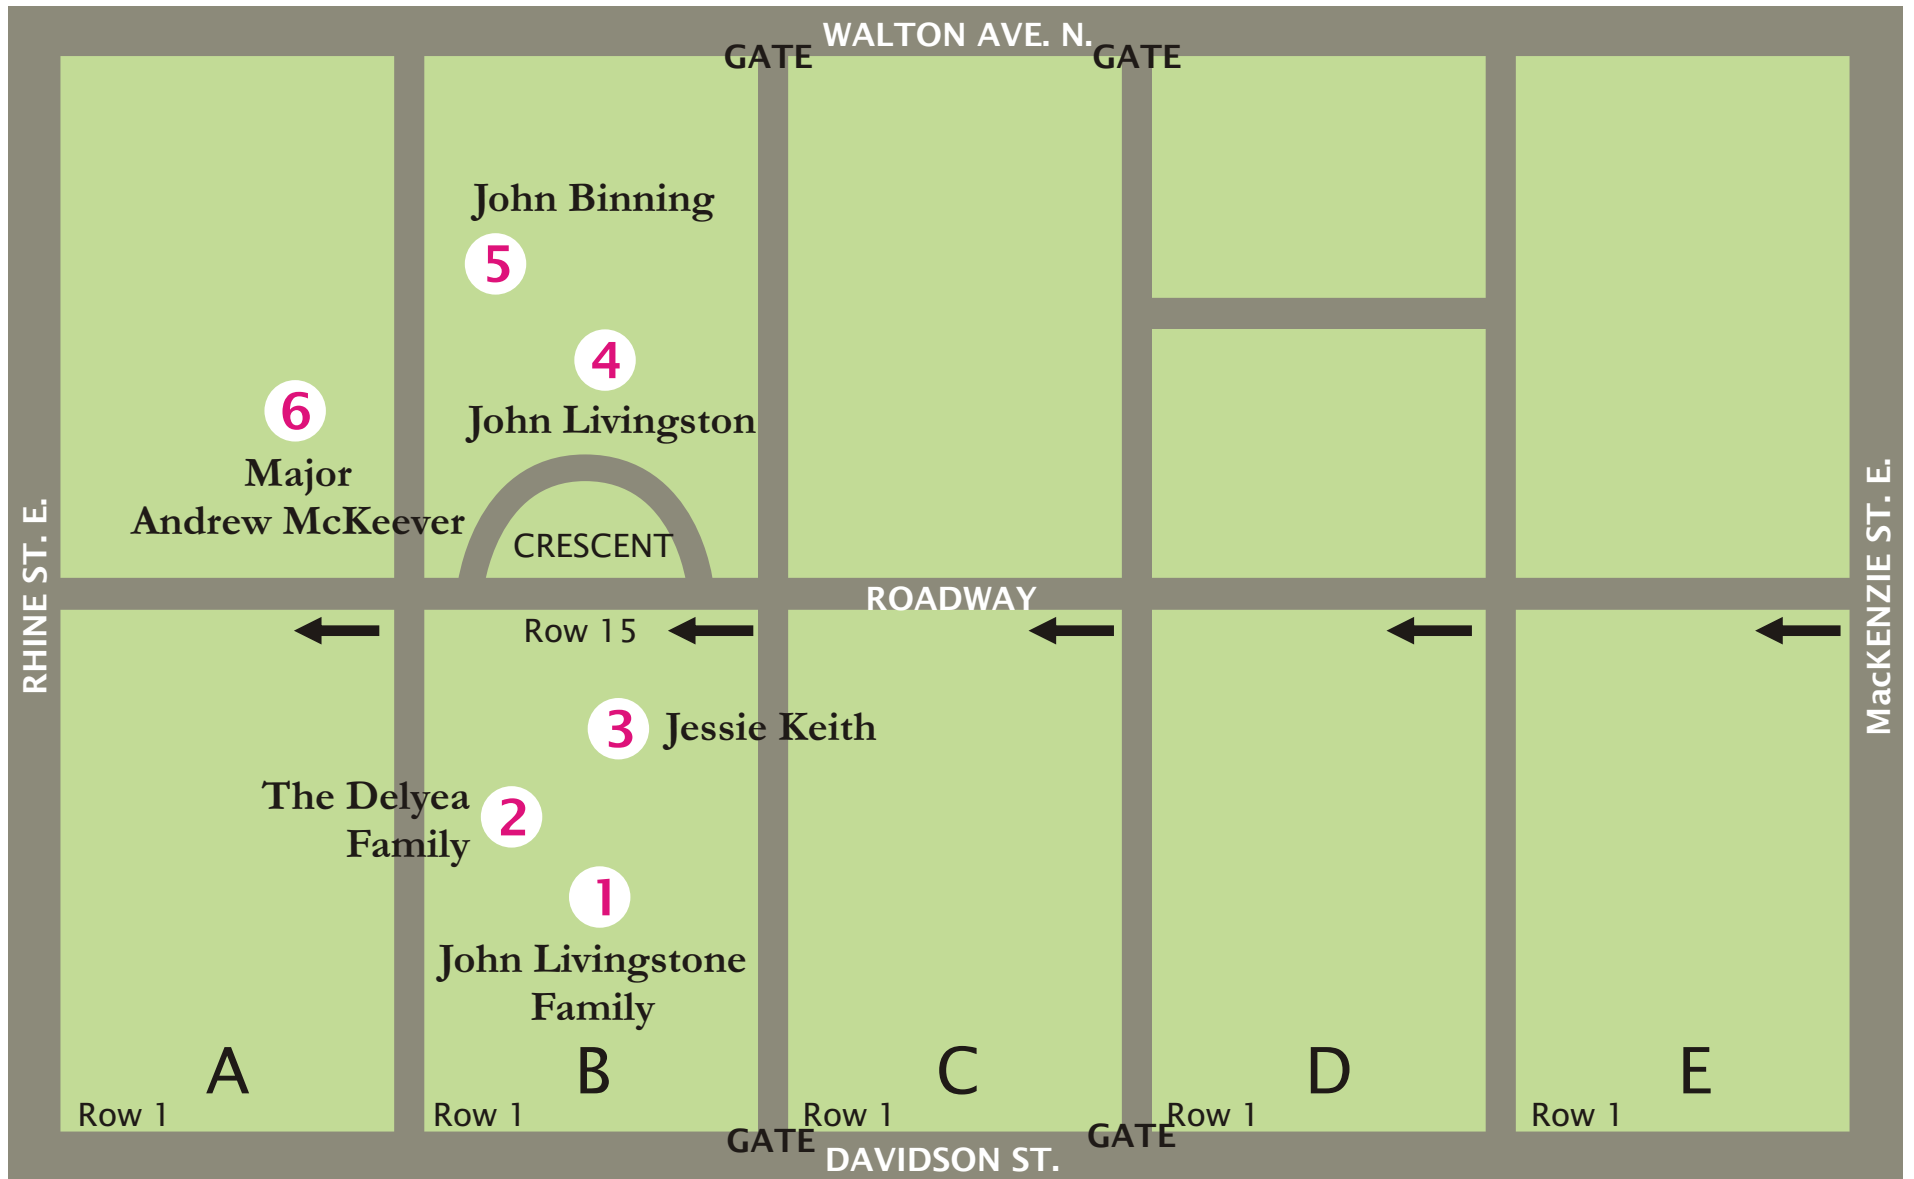 WALTON AVE. N.
GATE
GATE
John Binning
5
4
John Livingston
6
Major
Andrew McKeever
CRESCENT
RHINE ST. E.
MacKENZIE ST. E.
ROADWAY
Row 15
3
Jessie Keith
The Delyea
Family
2
1
John Livingstone
Family
A
B
C
D
E
Row 1
Row 1
Row 1
Row 1
Row 1
GATE
GATE
DAVIDSON ST.